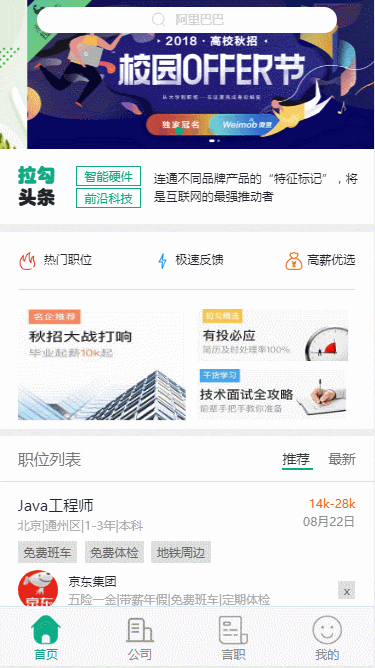 阿里巴巴
2018·高校秋招
校园OFFER节
从大学到职场—在这里完成身份蜕变
独家冠名 Weimob微盟
拉勾
头条
智能硬件
前沿科技
连通不同品牌产品的“特征标记”，将
是互联网的最强推动者
热门职位
极速反馈
高薪优选
名企推荐
秋招大战打响
毕业起薪10k起
拉勾精选
有投必应
简历及时处理率100%
干货学习
技术面试全攻略
前辈手把手教你准备
职位列表
推荐
最新
Java工程师
14k-28k
北京|通州区|1-3年|本科
08月22日
免费班车
免费体检
地铁周边
京东
京东集团
五险一金|带薪年假|免费班车|定期体检
x
首页
公司
言职
我的